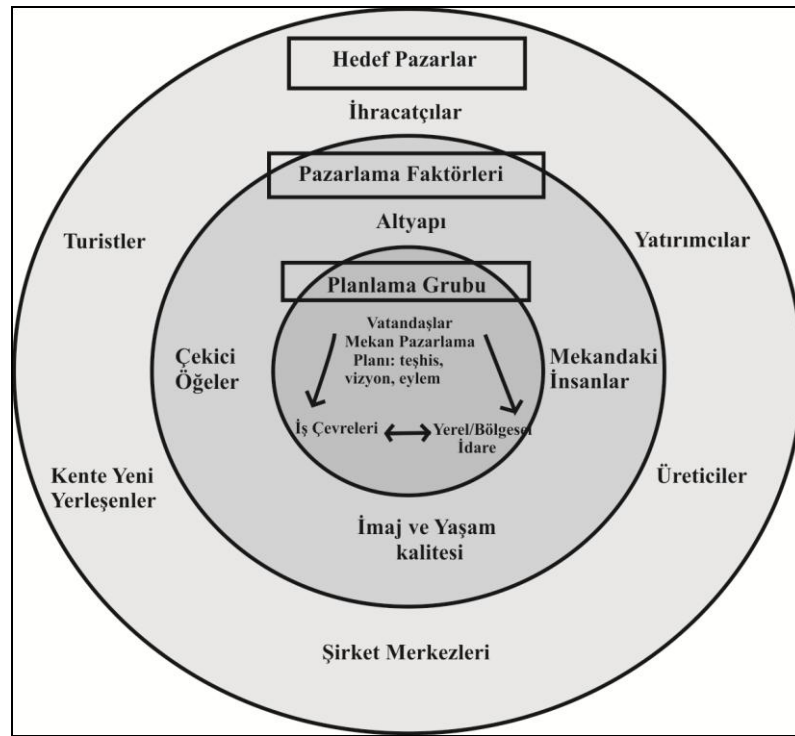 Hedef Pazarlar
İhracatçılar
Pazarlama Faktörleri
Altyapı
Turistler
Yatırımcılar
Planlama Grubu
Vatandaşlar
Mekan Pazarlama
Planı: teşhis,
vizyon, eylem
Çekici
Öğeler
Mekandaki
İnsanlar
İş Çevreleri
Yerel/Bölgesel
İdare
Kente Yeni
Yerleşenler
Üreticiler
İmaj ve Yaşam
kalitesi
Şirket Merkezleri